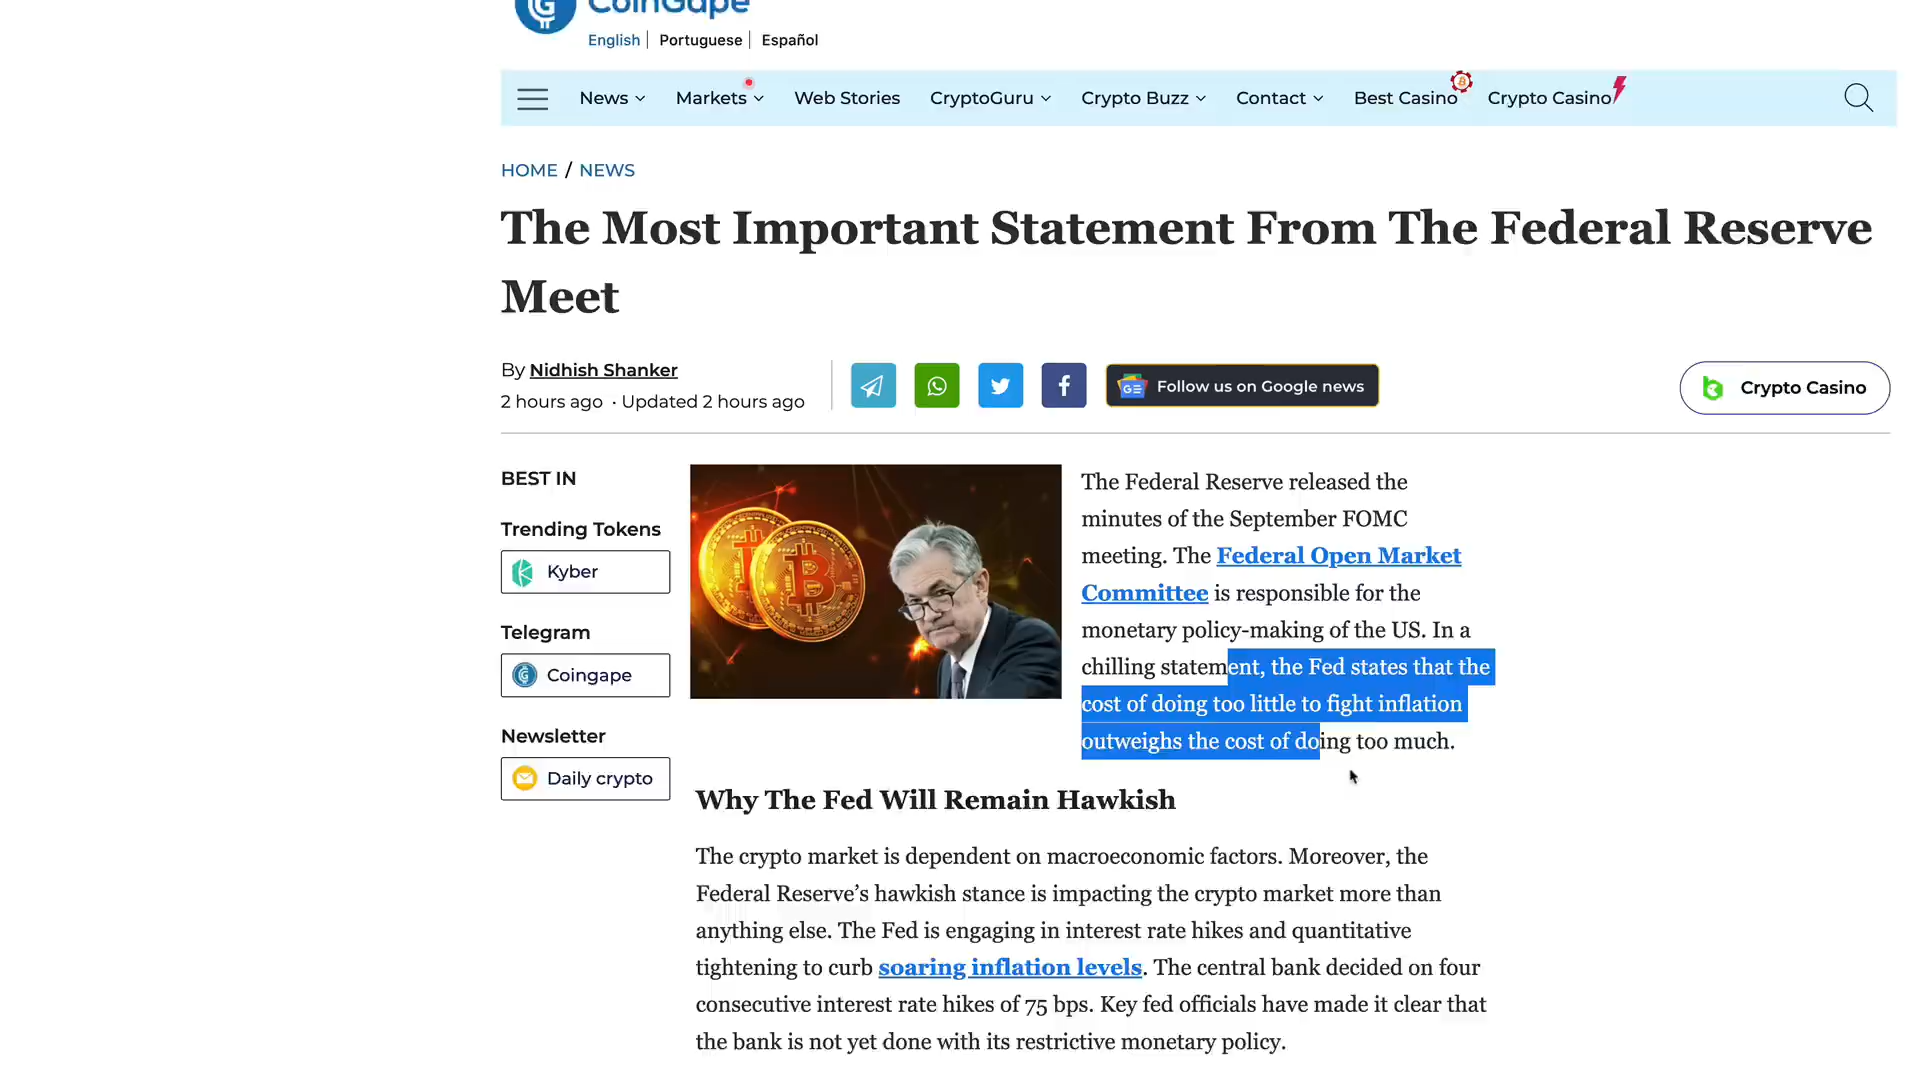 CoinGape
English | Portuguese | Español
News Markets Web Stories CryptoGuru Crypto Buzz Contact Best Casino Crypto Casino
HOME / NEWS
The Most Important Statement From The Federal Reserve
Meet
By Nidhish Shanker
2 hours ago · Updated 2 hours ago
Follow us on Google news
Crypto Casino
BEST IN
Trending Tokens
Kyber
Telegram
Coingape
Newsletter
Daily crypto
The Federal Reserve released the
minutes of the September FOMC
meeting. The Federal Open Market
Committee is responsible for the
monetary policy-making of the US. In a
chilling statement, the Fed states that the
cost of doing too little to fight inflation
outweighs the cost of doing too much.
Why The Fed Will Remain Hawkish
The crypto market is dependent on macroeconomic factors. Moreover, the
Federal Reserve’s hawkish stance is impacting the crypto market more than
anything else. The Fed is engaging in interest rate hikes and quantitative
tightening to curb soaring inflation levels. The central bank decided on four
consecutive interest rate hikes of 75 bps. Key fed officials have made it clear that
the bank is not yet done with its restrictive monetary policy.